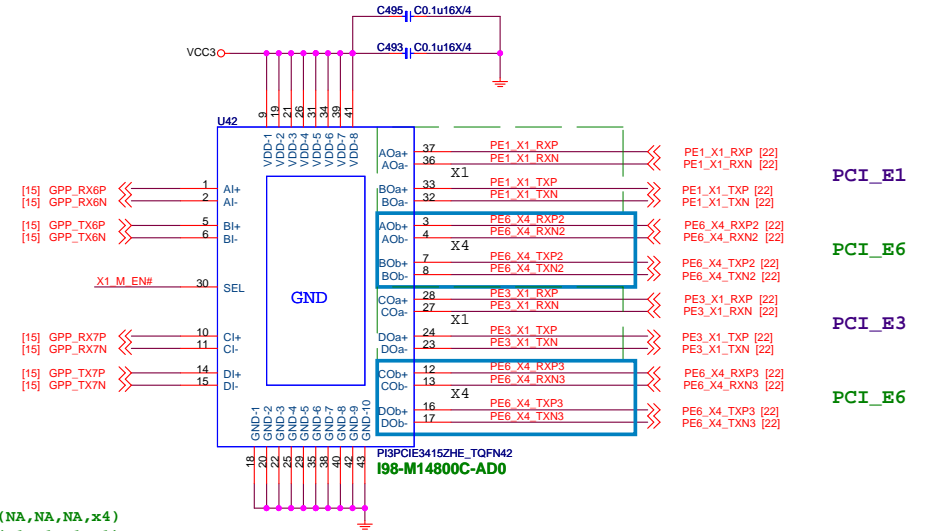 C495 C0.1u16X/4
C493 C0.1u16X/4
VCC3
9 19 21 26 31 34 39 41
U42
VDD-1 VDD-2 VDD-3 VDD-4 VDD-5 VDD-6 VDD-7 VDD-8
[15] GPP_RX6P 1 AI+
[15] GPP_RX6N 2 AI-
[15] GPP_TX6P 5 BI+
[15] GPP_TX6N 6 BI-
X1_M_EN# 30 SEL
[15] GPP_RX7P 10 CI+
[15] GPP_RX7N 11 CI-
[15] GPP_TX7P 14 DI+
[15] GPP_TX7N 15 DI-
GND
AOa+ 37 PE1_X1_RXP PE1_X1_RXP [22]
AOa- 36 PE1_X1_RXN PE1_X1_RXN [22]
X1
PCI_E1
BOa+ 33 PE1_X1_TXP PE1_X1_TXP [22]
BOa- 32 PE1_X1_TXN PE1_X1_TXN [22]
AOb+ 3 PE6_X4_RXP2 PE6_X4_RXP2 [22]
AOb- 4 PE6_X4_RXN2 PE6_X4_RXN2 [22]
X4
PCI_E6
BOb+ 7 PE6_X4_TXP2 PE6_X4_TXP2 [22]
BOb- 8 PE6_X4_TXN2 PE6_X4_TXN2 [22]
COa+ 28 PE3_X1_RXP PE3_X1_RXP [22]
COa- 27 PE3_X1_RXN PE3_X1_RXN [22]
X1
PCI_E3
DOa+ 24 PE3_X1_TXP PE3_X1_TXP [22]
DOa- 23 PE3_X1_TXN PE3_X1_TXN [22]
COb+ 12 PE6_X4_RXP3 PE6_X4_RXP3 [22]
COb- 13 PE6_X4_RXN3 PE6_X4_RXN3 [22]
X4
PCI_E6
DOb+ 16 PE6_X4_TXP3 PE6_X4_TXP3 [22]
DOb- 17 PE6_X4_TXN3 PE6_X4_TXN3 [22]
GND-1 GND-2 GND-3 GND-4 GND-5 GND-6 GND-7 GND-8 GND-9 GND-10
18 20 22 25 29 35 38 40 42 43
PI3PCIE3415ZHE_TQFN42
I98-M14800C-AD0
(NA,NA,NA,x4)